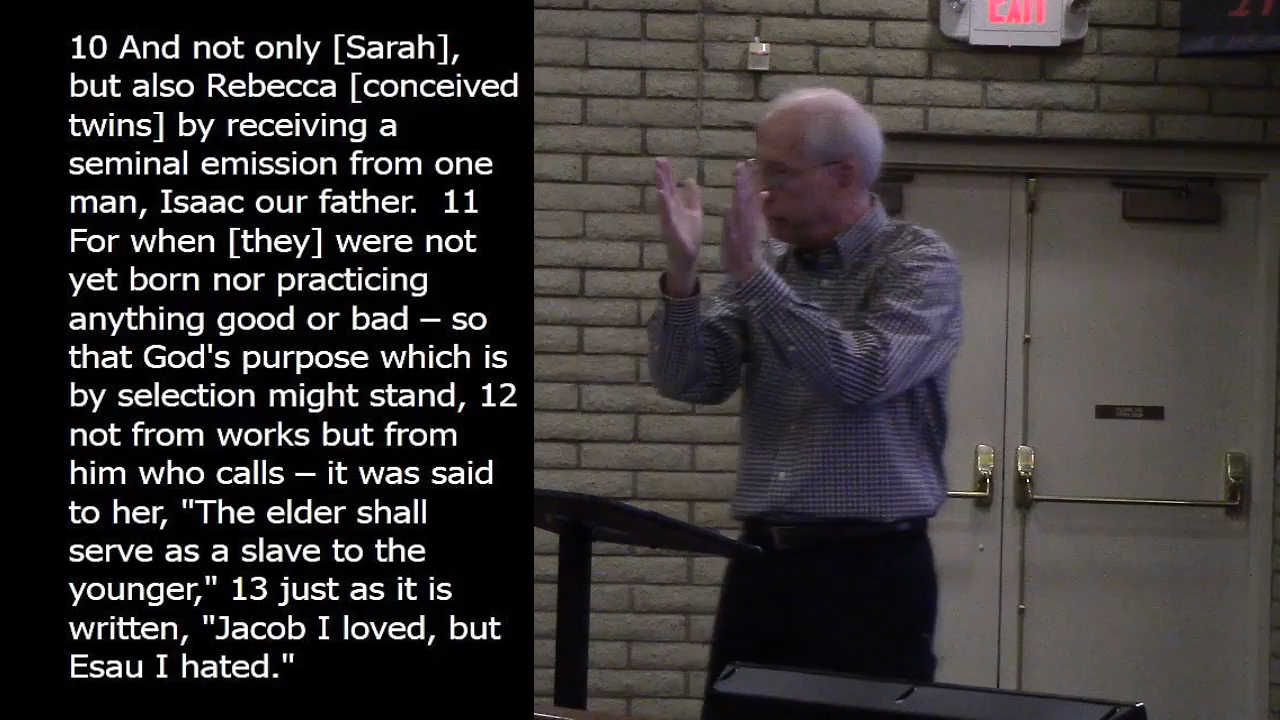 10 And not only [Sarah],
but also Rebecca [conceived
twins] by receiving a
seminal emission from one
man, Isaac our father.  11
For when [they] were not
yet born nor practicing
anything good or bad – so
that God's purpose which is
by selection might stand, 12
not from works but from
him who calls – it was said
to her, "The elder shall
serve as a slave to the
younger," 13 just as it is
written, "Jacob I loved, but
Esau I hated."
EXIT